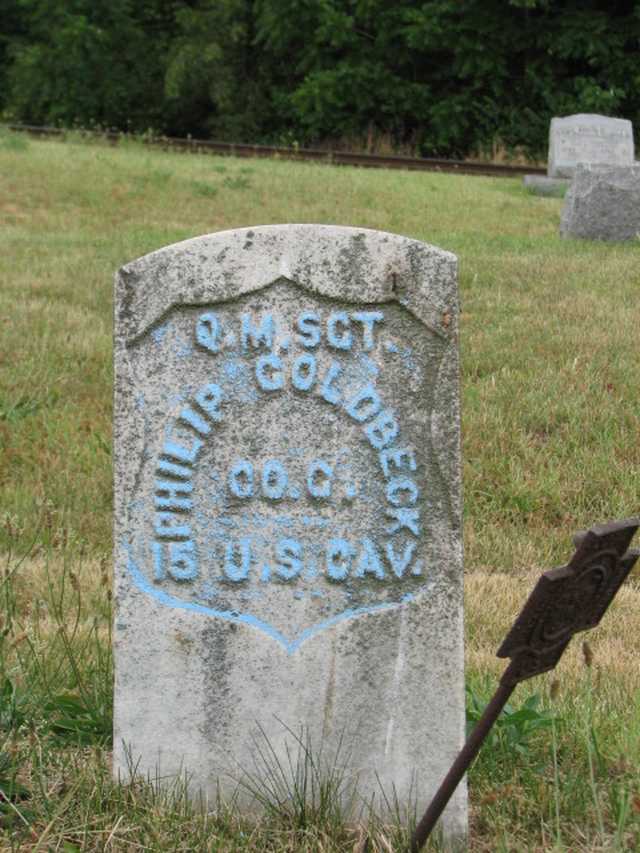 Q.M.SGT.
PHILIP GOLDBECK
CO.G.
15 U.S.CAV.